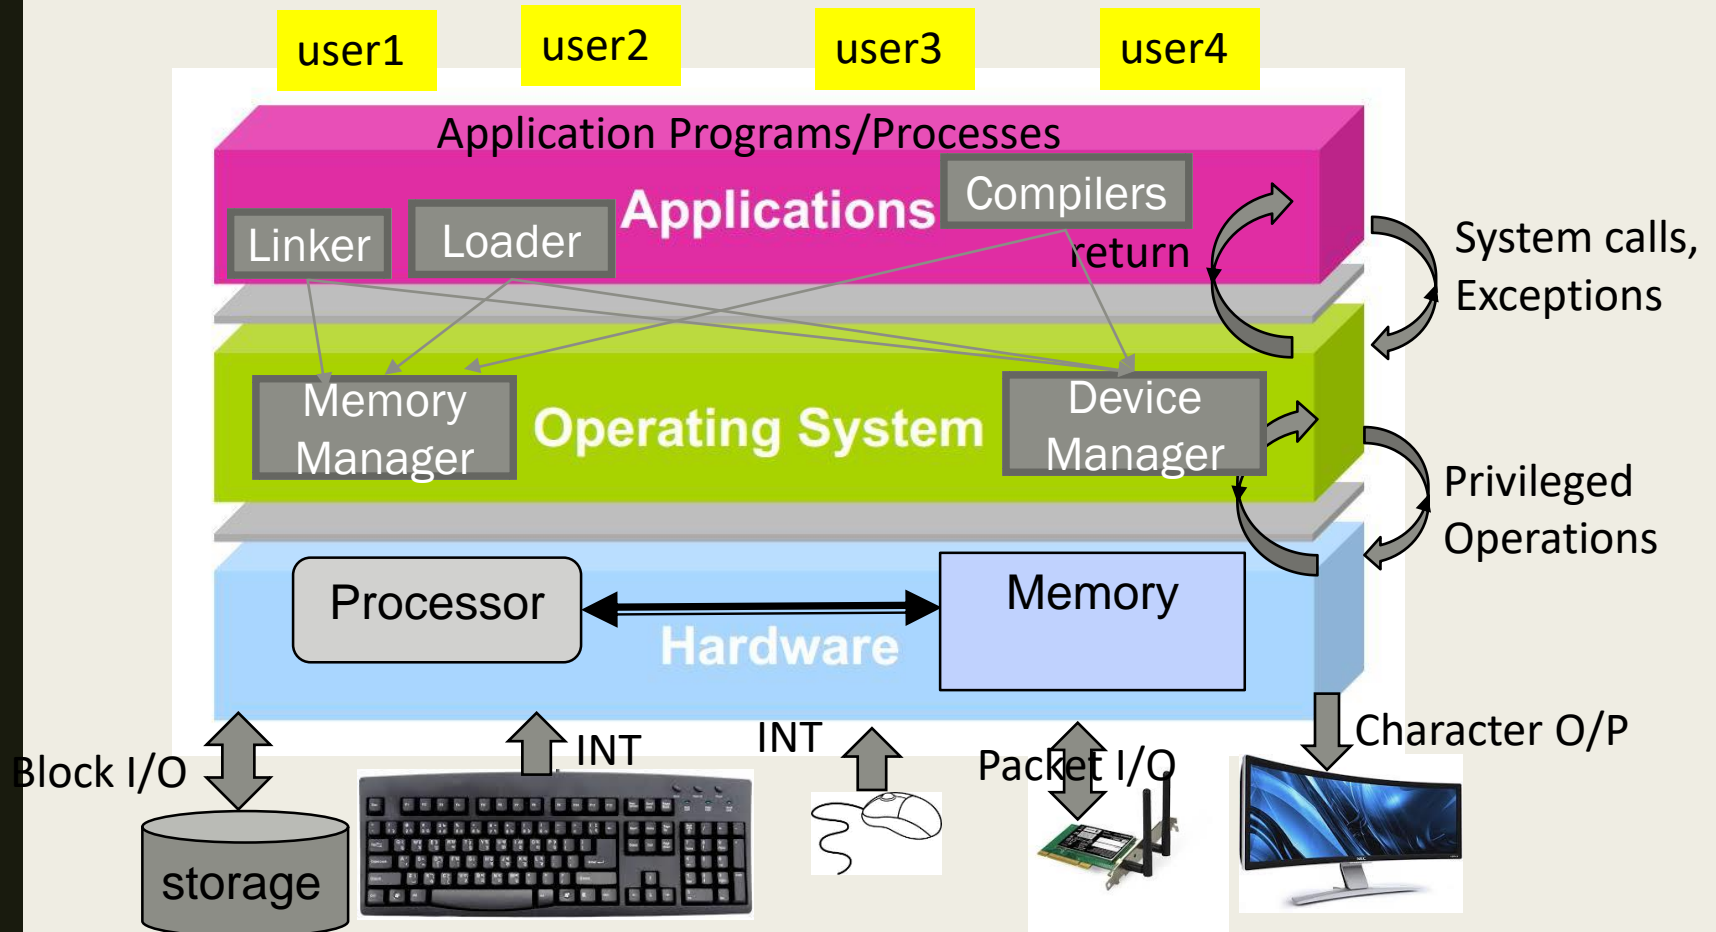 user1
user2
user3
user4
Application Programs/Processes
Compilers
Applications
Linker
Loader
return
System calls,
Exceptions
Memory
Manager
Operating System
Device
Manager
Privileged
Operations
Processor
Memory
Hardware
INT
INT
Block I/O
Packet I/O
Character O/P
storage